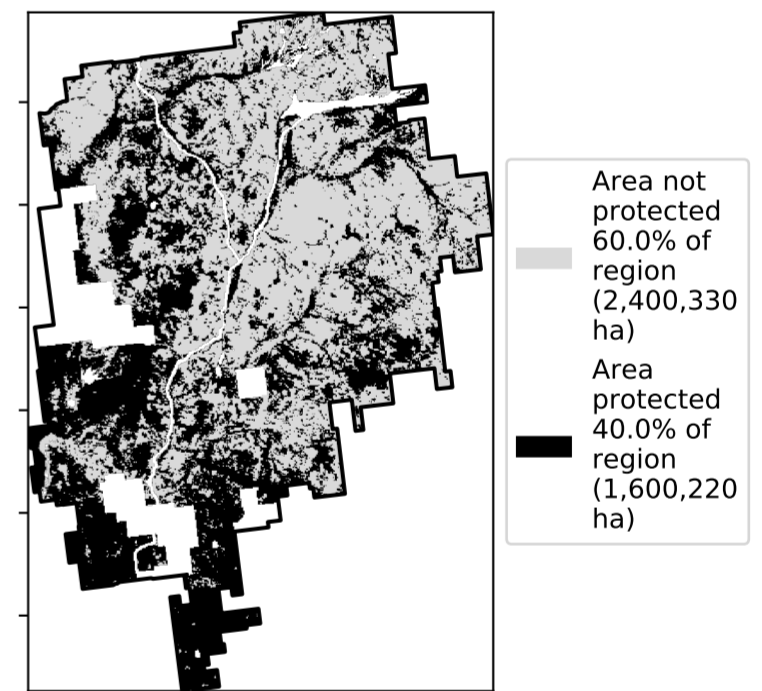 Area not
protected
60.0% of
region
(2,400,330
ha)
Area
protected
40.0% of
region
(1,600,220
ha)